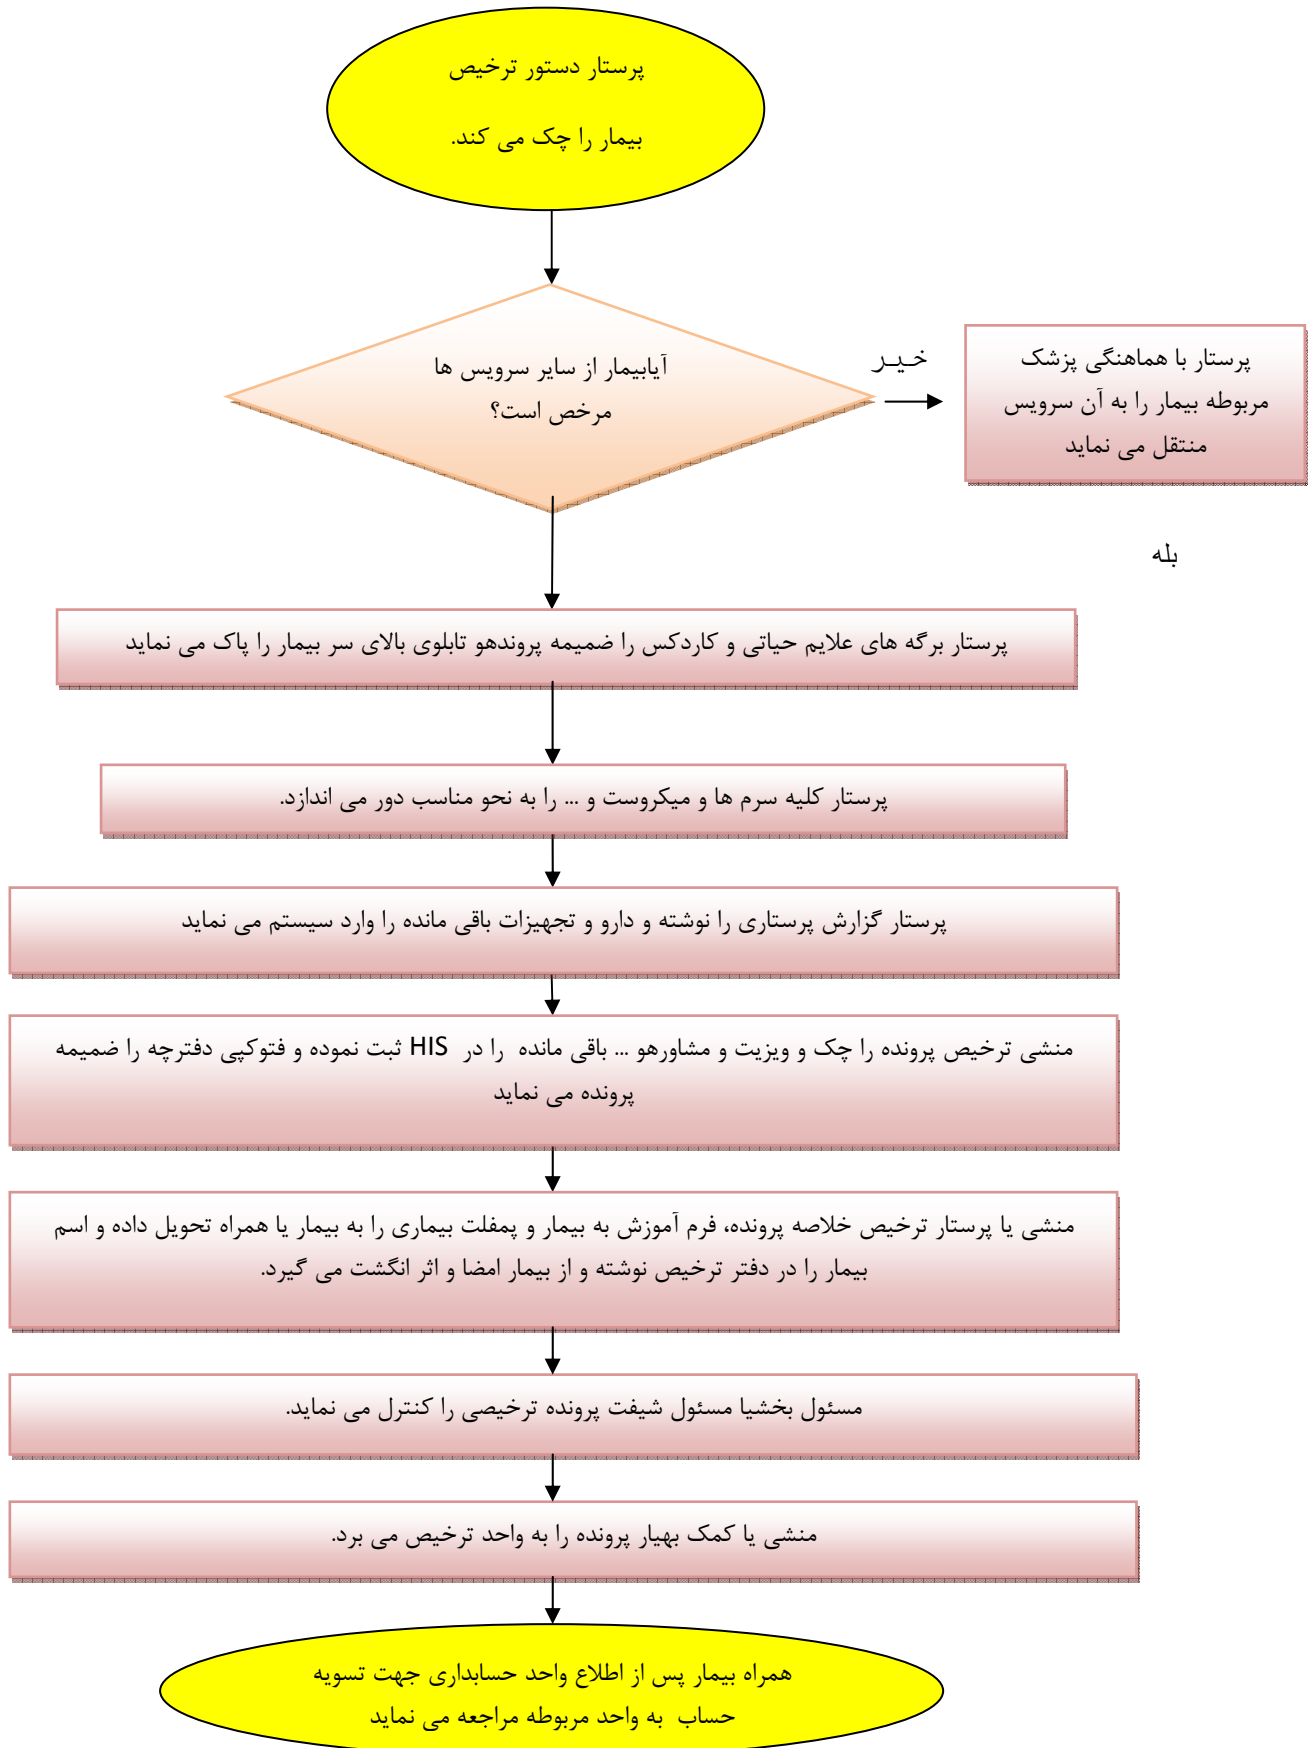 پرستار دستور ترخیص
بیمار را چک می کند.
آیابیمار از سایر سرویس ها
مرخص است؟
خیر
پرستار با هماهنگی پزشک
مربوطه بیمار را به آن سرویس
منتقل می نماید
بله
پرستار برگه های علایم حیاتی و کاردکس را ضمیمه پروندهو تابلوی بالای سر بیمار را پاک می نماید
پرستار کلیه سرم ها و میکروست و ... را به نحو مناسب دور می اندازد.
پرستار گزارش پرستاری را نوشته و دارو و تجهیزات باقی مانده را وارد سیستم می نماید
منشی ترخیص پرونده را چک و ویزیت و مشاورهو ... باقی مانده را در HIS ثبت نموده و فتوکپی دفترچه را ضمیمه
پرونده می نماید
منشی یا پرستار ترخیص خلاصه پرونده، فرم آموزش به بیمار و پمفلت بیماری را به بیمار یا همراه تحویل داده و اسم
بیمار را در دفتر ترخیص نوشته و از بیمار امضا و اثر انگشت می گیرد.
مسئول بخشیا مسئول شیفت پرونده ترخیصی را کنترل می نماید.
منشی یا کمک بهیار پرونده را به واحد ترخیص می برد.
همراه بیمار پس از اطلاع واحد حسابداری جهت تسویه
حساب به واحد مربوطه مراجعه می نماید